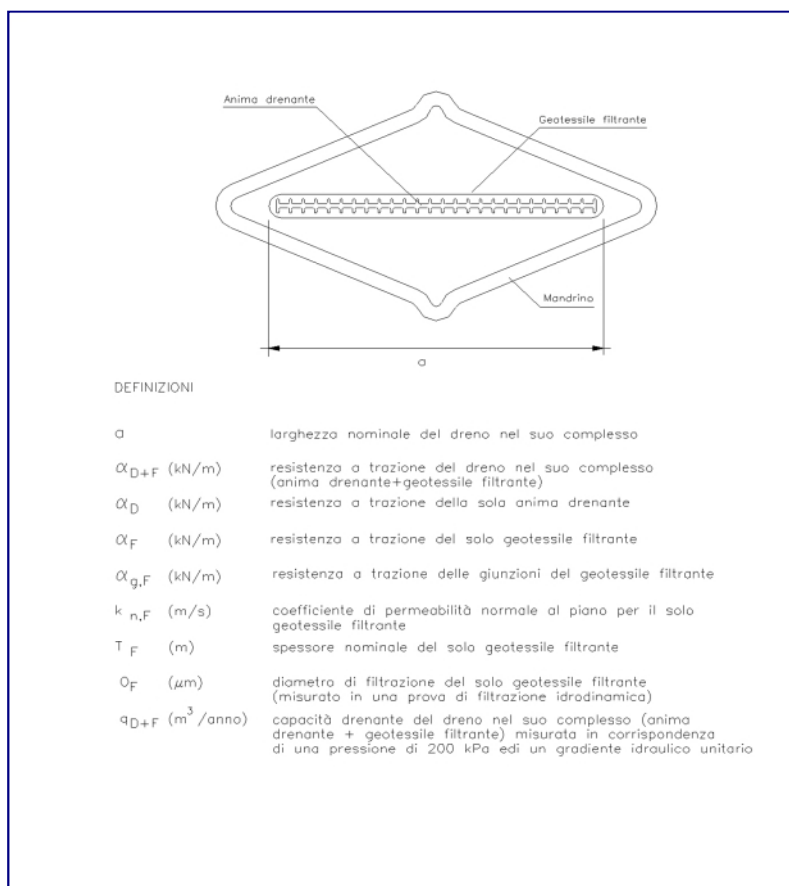 Anima drenante
Geotessile filtrante
Mandrino
a
DEFINIZIONI
a larghezza nominale del dreno nel suo complesso
α D+F (kN/m) resistenza a trazione del dreno nel suo complesso
(anima drenante+geotessile filtrante)
α D (kN/m) resistenza a trazione della sola anima drenante
α F (kN/m) resistenza a trazione del solo geotessile filtrante
α g,F (kN/m) resistenza a trazione delle giunzioni del geotessile filtrante
k n,F (m/s) coefficiente di permeabilità normale al piano per il solo
geotessile filtrante
T F (m) spessore nominale del solo geotessile filtrante
O F (μm) diametro di filtrazione del solo geotessile filtrante
(misurato in una prova di filtrazione idrodinamica)
q D+F (m³/anno) capacità drenante del dreno nel suo complesso (anima
drenante + geotessile filtrante) misurata in corrispondenza
di una pressione di 200 kPa edi un gradiente idraulico unitario